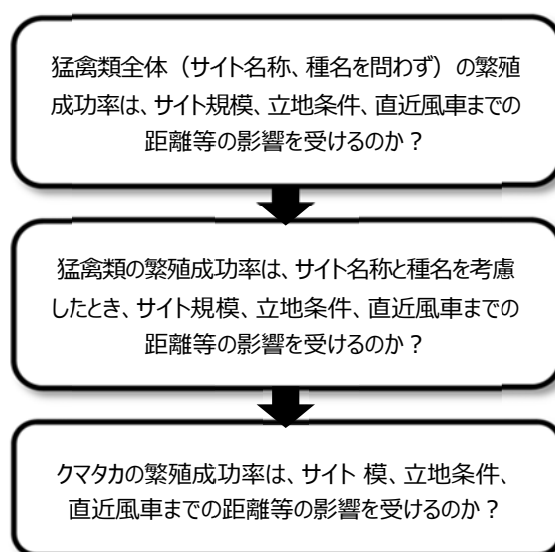 猛禽類全体（サイト名称、種名を問わず）の繁殖
成功率は、サイト規模、立地条件、直近風車までの
距離等の影響を受けるのか？
猛禽類の繁殖成功率は、サイト名称と種名を考慮
したとき、サイト規模、立地条件、直近風車までの
距離等の影響を受けるのか？
クマタカの繁殖成功率は、サイト 模、立地条件、
直近風車までの距離等の影響を受けるのか？